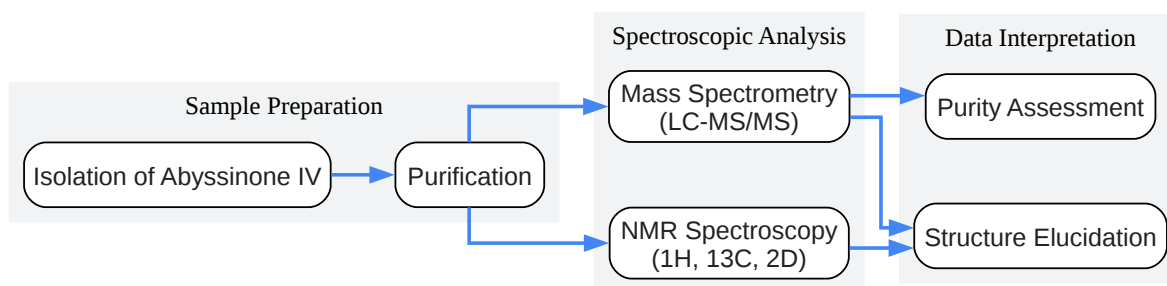 Sample Preparation
Isolation of Abyssinone IV
Purification
Spectroscopic Analysis
Mass Spectrometry
(LC-MS/MS)
NMR Spectroscopy
(1H, 13C, 2D)
Data Interpretation
Purity Assessment
Structure Elucidation